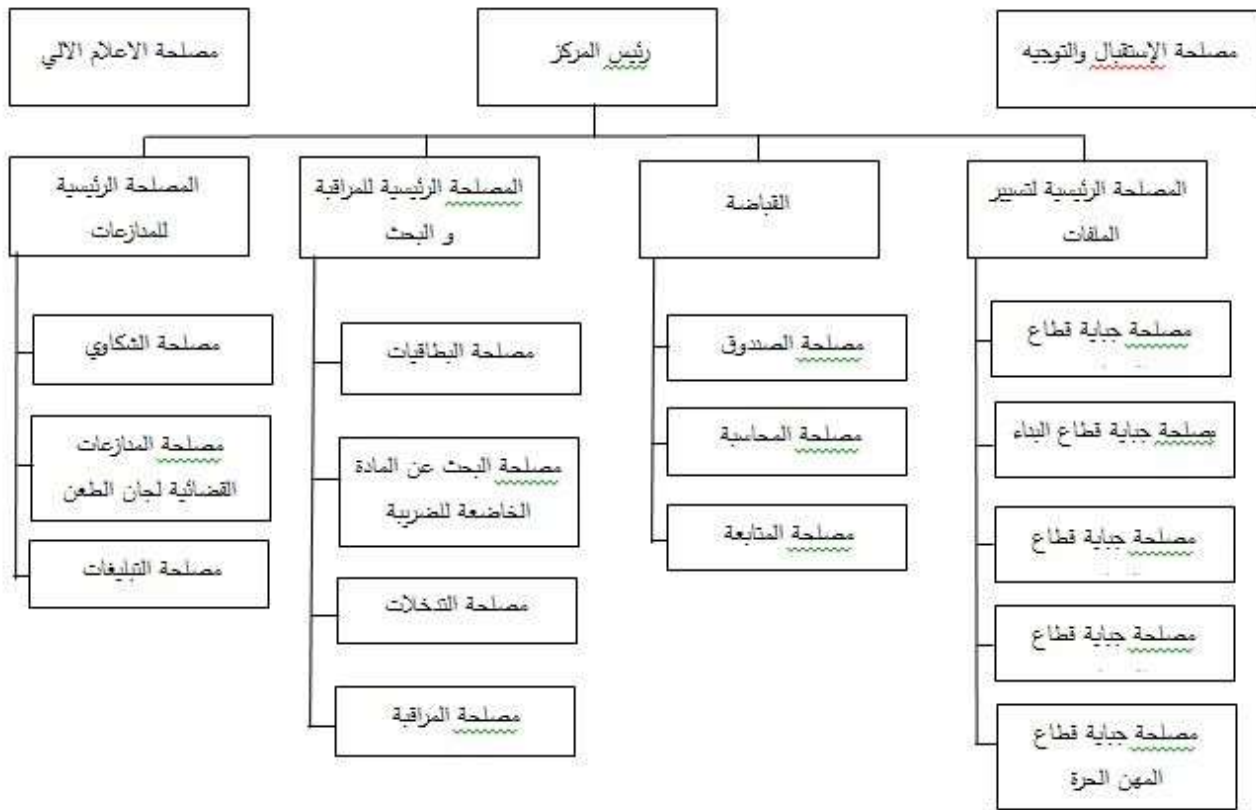 مصلحة الإستقبال والتوجيه
رئيس المركز
مصلحة الاعلام الالي
المصلحة الرئيسية لتسيير
الملفات
القباضة
المصلحة الرئيسية للمراقبة
و البحث
المصلحة الرئيسية
للمنازعات
مصلحة جباية قطاع
مصلحة جباية قطاع البناء
مصلحة جباية قطاع
مصلحة جباية قطاع
مصلحة جباية قطاع
المهن الحرة
مصلحة الصندوق
مصلحة المحاسبة
مصلحة المتابعة
مصلحة البطاقيات
مصلحة البحث عن المادة
الخاضعة للضريبة
مصلحة التدخلات
مصلحة المراقبة
مصلحة الشكاوي
مصلحة المنازعات
القضائية لجان الطعن
مصلحة التبليغات